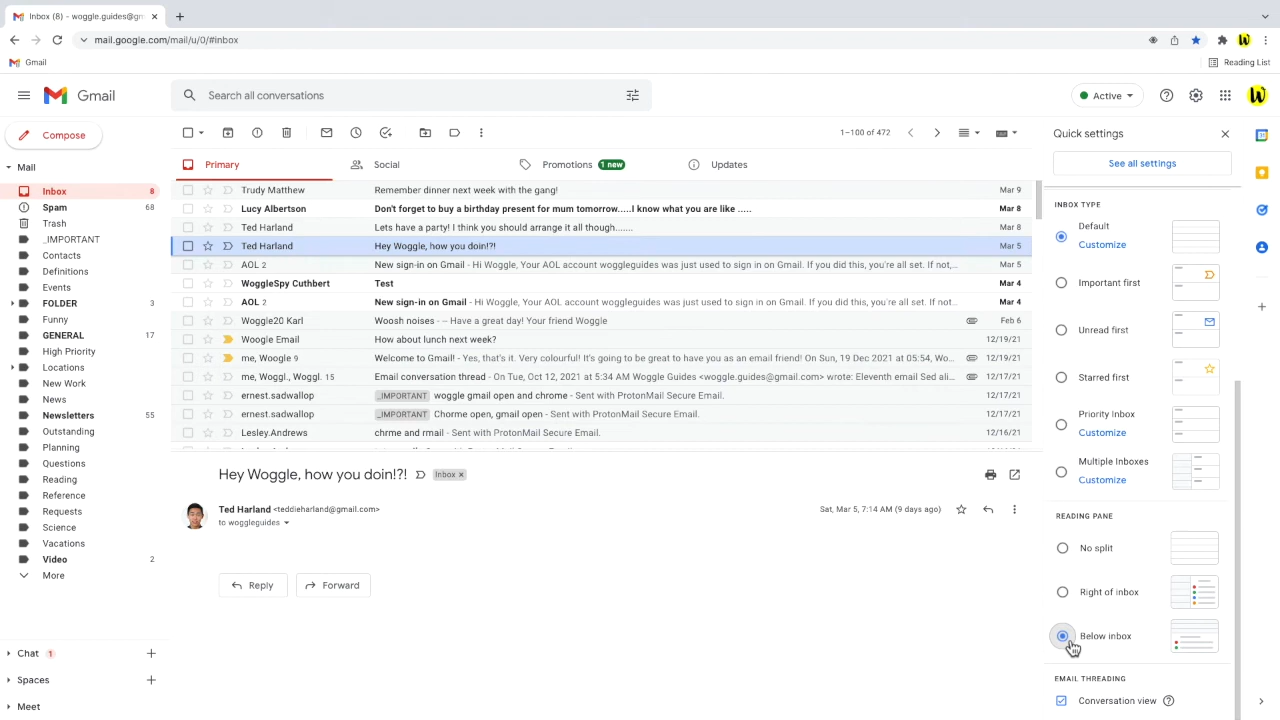 Inbox (8) - woggle.guides@gm
mail.google.com/mail/u/0/#inbox
Gmail
Reading List
Gmail
Search all conversations
Active
Compose
1–100 of 472
Quick settings
See all settings
Mail
Primary
Social
Promotions 1 new
Updates
Inbox 8
Spam 68
Trash
_IMPORTANT
Contacts
Definitions
Events
FOLDER 3
Funny
GENERAL 17
High Priority
Locations
New Work
News
Newsletters 55
Outstanding
Planning
Questions
Reading
Reference
Requests
Science
Vacations
Video 2
More
Chat 1
Spaces
Meet
Trudy Matthew Remember dinner next week with the gang! Mar 9
Lucy Albertson Don't forget to buy a birthday present for mum tomorrow.....I know what you are like ..... Mar 8
Ted Harland Lets have a party! I think you should arrange it all though....... Mar 8
Ted Harland Hey Woggle, how you doin!?! Mar 5
AOL 2 New sign-in on Gmail - Hi Woggle, Your AOL account woggleguides was just used to sign in on Gmail. If you did this, you're all set. If not,... Mar 5
WoggleSpy Cuthbert Test Mar 4
AOL 2 New sign-in on Gmail - Hi Woggle, Your AOL account woggleguides was just used to sign in on Gmail. If you did this, you're all set. If not... Mar 4
Woggle20 Karl Woosh noises - -- Have a great day! Your friend Woggle Feb 6
Woogle Email How about lunch next week? 12/19/21
me, Woogle 9 Welcome to Gmail! - Yes, that's it. Very colourful! It's going to be great to have you as an email friend! On Sun, 19 Dec 2021 at 05:54, Wo... 12/19/21
me, Woggl., Woggl. 15 Email conversation thread - On Tue, Oct 12, 2021 at 5:34 AM Woggle Guides <woggle.guides@gmail.com> wrote: Eleventh email Sed ali... 12/17/21
ernest.sadwallop _IMPORTANT woggle gmail open and chrome - Sent with ProtonMail Secure Email. 12/17/21
ernest.sadwallop _IMPORTANT Chorme open, gmail open - Sent with ProtonMail Secure Email. 12/17/21
Lesley.Andrews chrme and rmail - Sent with ProtonMail Secure Email. 12/16/21
Hey Woggle, how you doin!?! Inbox x
Ted Harland <teddieharland@gmail.com> Sat, Mar 5, 7:14 AM (9 days ago)
to woggleguides
Reply
Forward
INBOX TYPE
Default
Customize
Important first
Unread first
Starred first
Priority Inbox
Customize
Multiple Inboxes
Customize
READING PANE
No split
Right of inbox
Below inbox
EMAIL THREADING
Conversation view